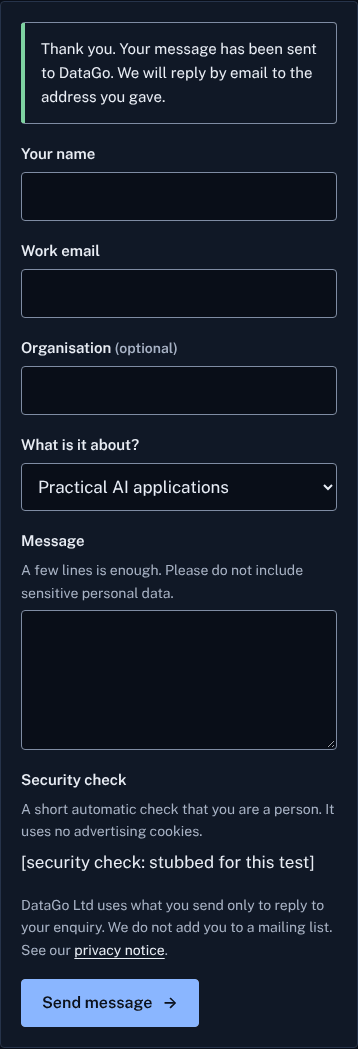 Thank you. Your message has been sent
to DataGo. We will reply by email to the
address you gave.
Your name
Work email
Organisation (optional)
What is it about?
Practical AI applications
Message
A few lines is enough. Please do not include
sensitive personal data.
Security check
A short automatic check that you are a person. It
uses no advertising cookies.
[security check: stubbed for this test]
DataGo Ltd uses what you send only to reply to
your enquiry. We do not add you to a mailing list.
See our privacy notice.
Send message →